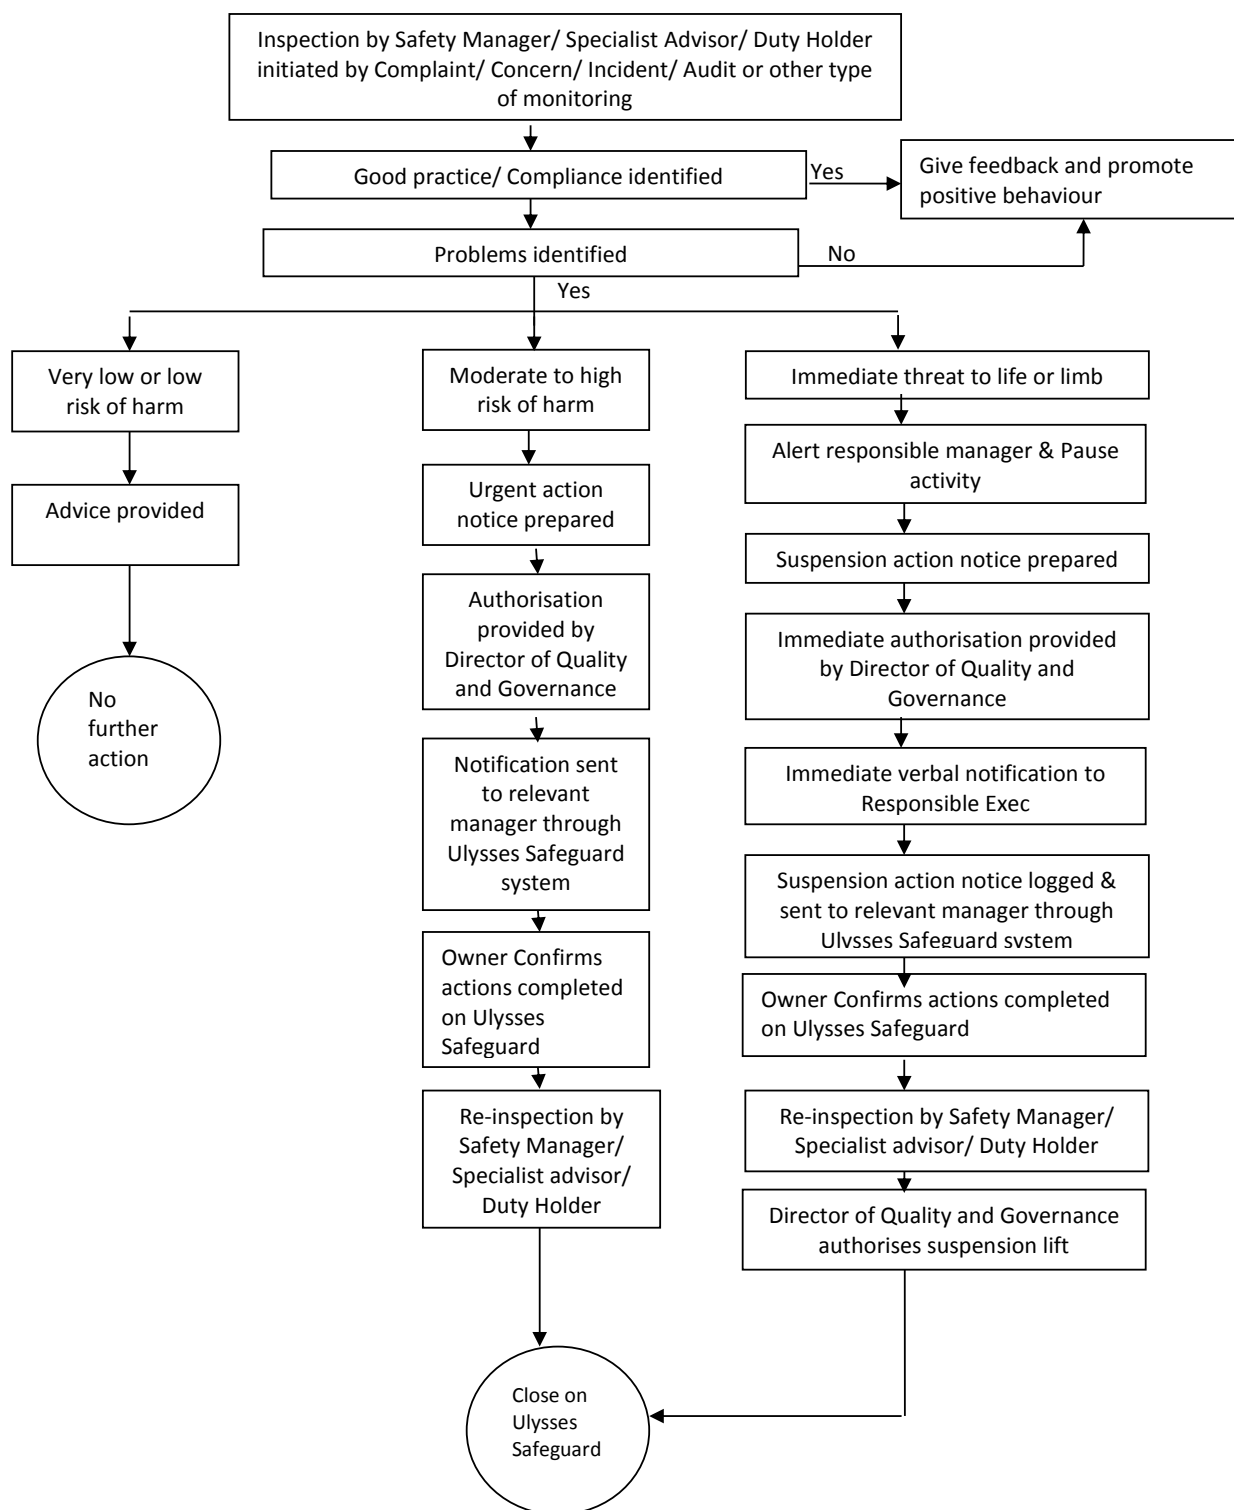 Inspection by Safety Manager/ Specialist Advisor/ Duty Holder
initiated by Complaint/ Concern/ Incident/ Audit or other type
of monitoring
Good practice/ Compliance identified
Yes
Give feedback and promote
positive behaviour
Problems identified
No
Yes
Very low or low
risk of harm
Advice provided
No
further
action
Moderate to high
risk of harm
Urgent action
notice prepared
Authorisation
provided by
Director of Quality
and Governance
Notification sent
to relevant
manager through
Ulysses Safeguard
system
Owner Confirms
actions completed
on Ulysses
Safeguard
Re-inspection by
Safety Manager/
Specialist advisor/
Duty Holder
Immediate threat to life or limb
Alert responsible manager & Pause
activity
Suspension action notice prepared
Immediate authorisation provided
by Director of Quality and
Governance
Immediate verbal notification to
Responsible Exec
Suspension action notice logged &
sent to relevant manager through
Ulysses Safeguard system
Owner Confirms actions completed
on Ulysses Safeguard
Re-inspection by Safety Manager/
Specialist advisor/ Duty Holder
Director of Quality and Governance
authorises suspension lift
Close on
Ulysses
Safeguard